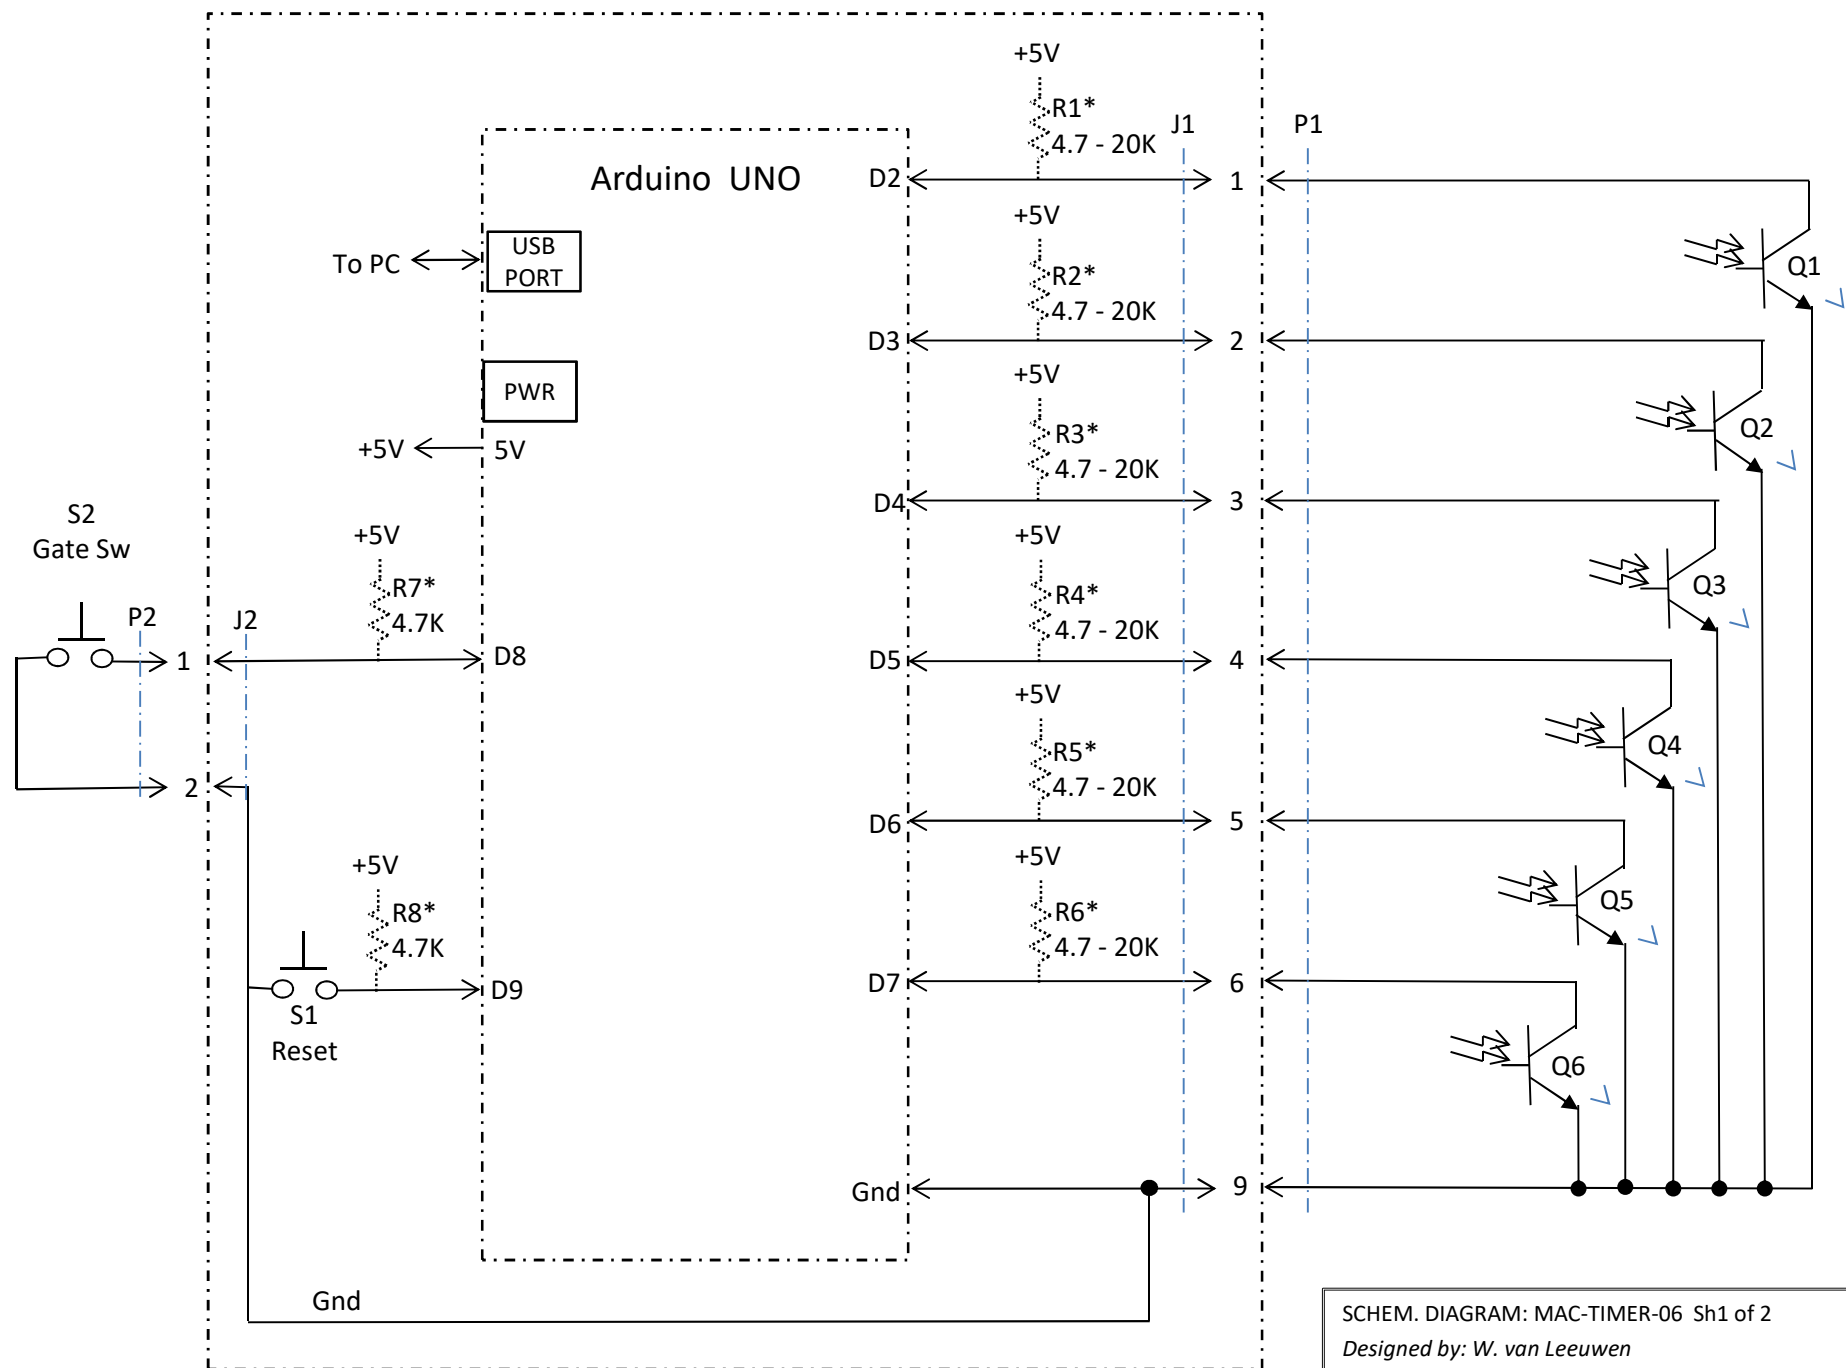 +5V
R1*
4.7 - 20K
J1
P1
Arduino UNO
D2
1
+5V
USB
PORT
To PC
R2*
4.7 - 20K
Q1
D3
2
+5V
PWR
R3*
4.7 - 20K
Q2
+5V
5V
D4
3
S2
Gate Sw
+5V
R7*
4.7K
+5V
R4*
4.7 - 20K
Q3
P2
J2
1
D8
D5
4
+5V
R5*
4.7 - 20K
Q4
2
D6
5
+5V
R8*
4.7K
+5V
R6*
4.7 - 20K
Q5
D9
S1
Reset
D7
6
Q6
Gnd
9
Gnd
SCHEM. DIAGRAM: MAC-TIMER-06 Sh1 of 2
Designed by: W. van Leeuwen